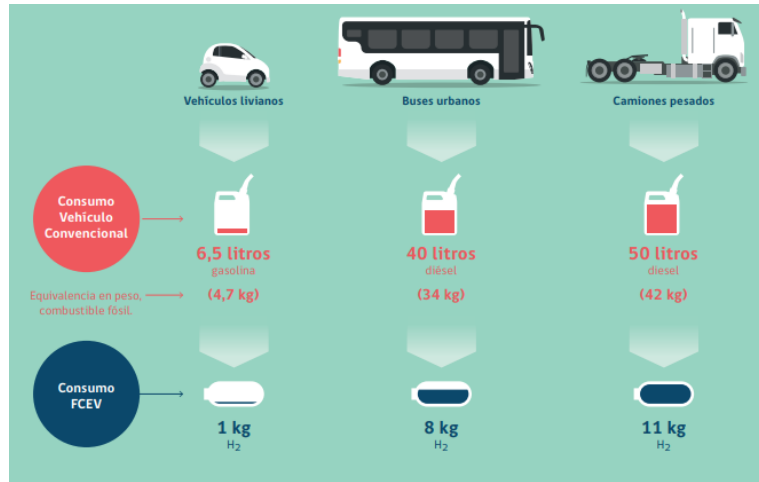 Vehículos livianos
Buses urbanos
Camiones pesados
Consumo
Vehículo
Convencional
6,5 litros
gasolina
40 litros
diésel
50 litros
diesel
Equivalencia en peso,
combustible fósil.
(4,7 kg)
(34 kg)
(42 kg)
Consumo
FCEV
1 kg
H₂
8 kg
H₂
11 kg
H₂